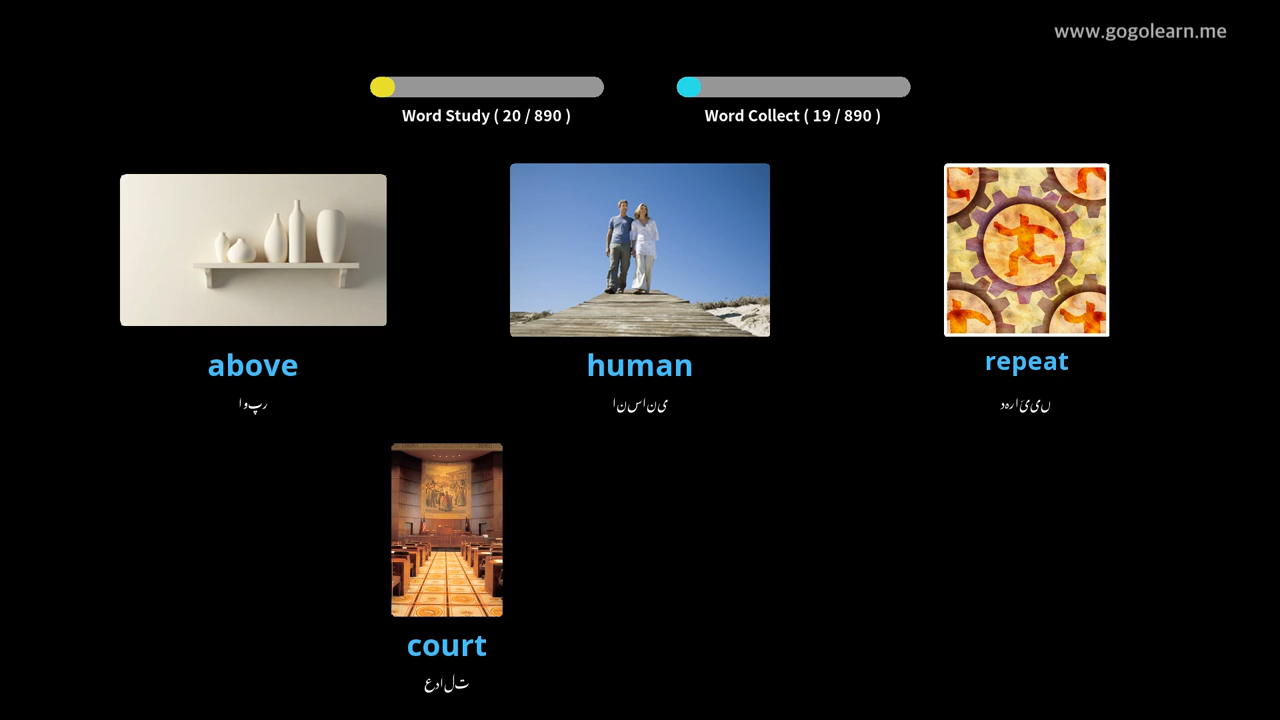 www.gogolearn.me
Word Study ( 20 / 890 )
Word Collect ( 19 / 890 )
above
human
repeat
اوپر
انسانی
دہرائیں
court
عدالت